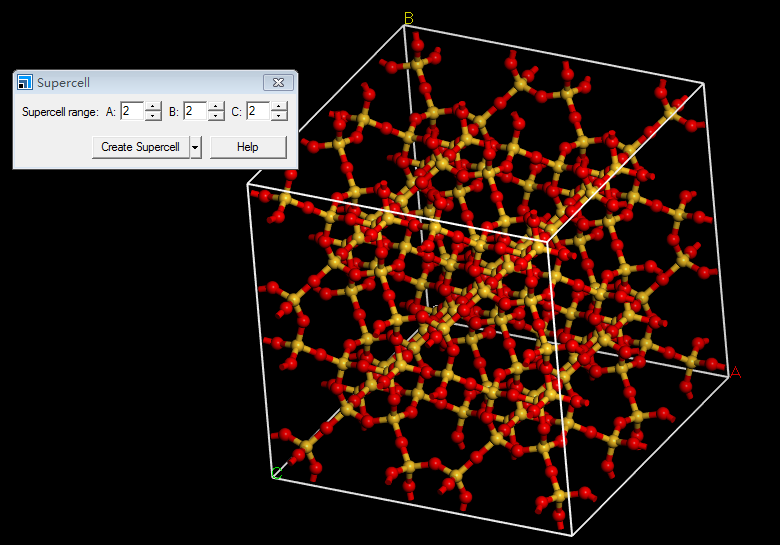 B
Supercell
Supercell range: A: 2 B: 2 C: 2
Create Supercell Help
A
C